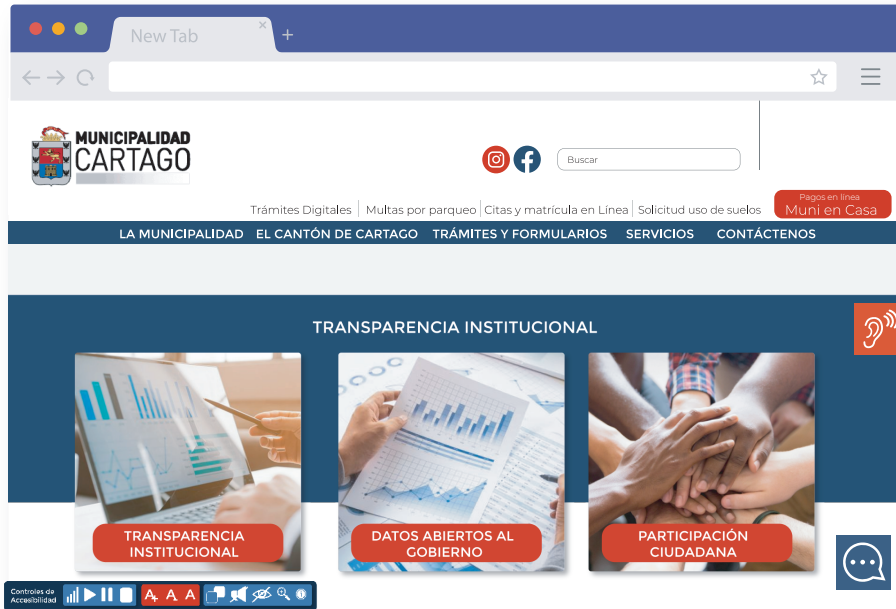 New Tab
MUNICIPALIDAD
CARTAGO
Buscar
Trámites Digitales | Multas por parqueo | Citas y matrícula en Línea | Solicitud uso de suelos
Pagos en línea
Muni en Casa
LA MUNICIPALIDAD EL CANTÓN DE CARTAGO TRÁMITES Y FORMULARIOS SERVICIOS CONTÁCTENOS
TRANSPARENCIA INSTITUCIONAL
TRANSPARENCIA
INSTITUCIONAL
DATOS ABIERTOS AL
GOBIERNO
PARTICIPACIÓN
CIUDADANA
Controles de
Accesibilidad
A+ A A